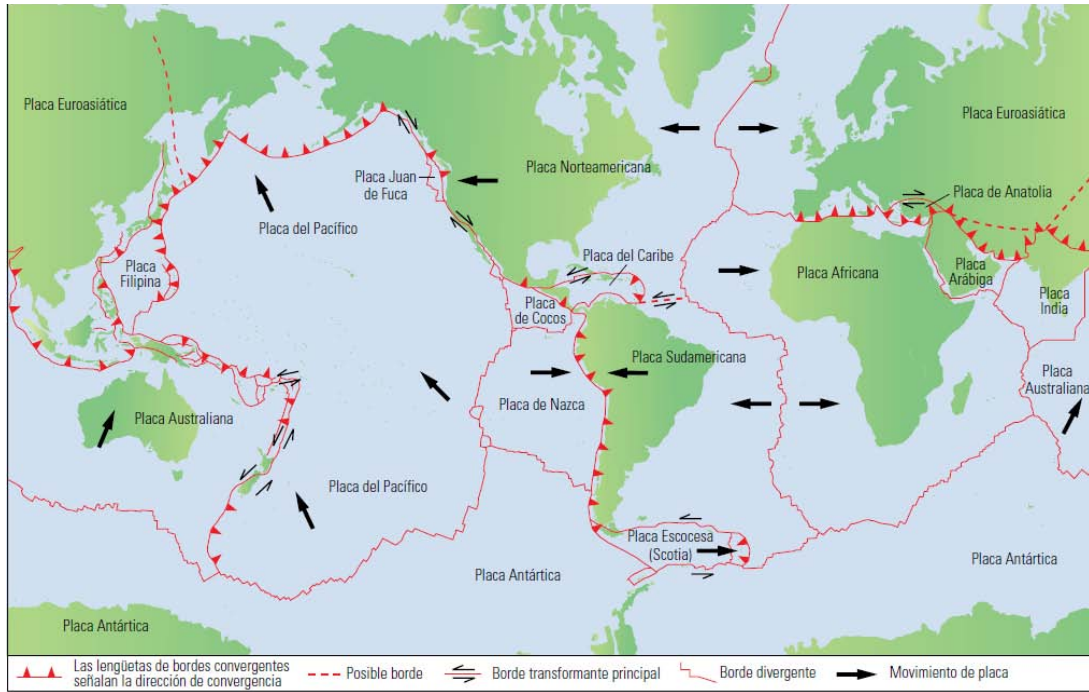 Placa Euroasiática
Placa Juan
de Fuca
Placa Norteamericana
Placa Euroasiática
Placa de Anatolia
Placa del Pacífico
Placa
Filipina
Placa del Caribe
Placa Africana
Placa
Arábiga
Placa
India
Placa
de Cocos
Placa Sudamericana
Placa
Australiana
Placa Australiana
Placa de Nazca
Placa del Pacífico
Placa Escocesa
(Scotia)
Placa Antártica
Placa Antártica
Placa Antártica
Las lengüetas de bordes convergentes
señalan la dirección de convergencia
Posible borde
Borde transformante principal
Borde divergente
Movimiento de placa